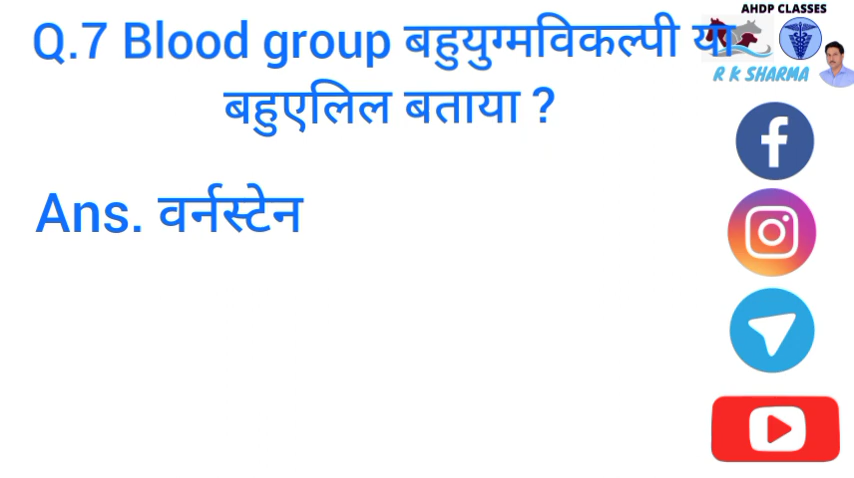 AHDP CLASSES
Q.7 Blood group बहुयुग्मविकल्पी या
R K SHARMA
बहुएलिल बताया ?
Ans. वर्नस्टेन